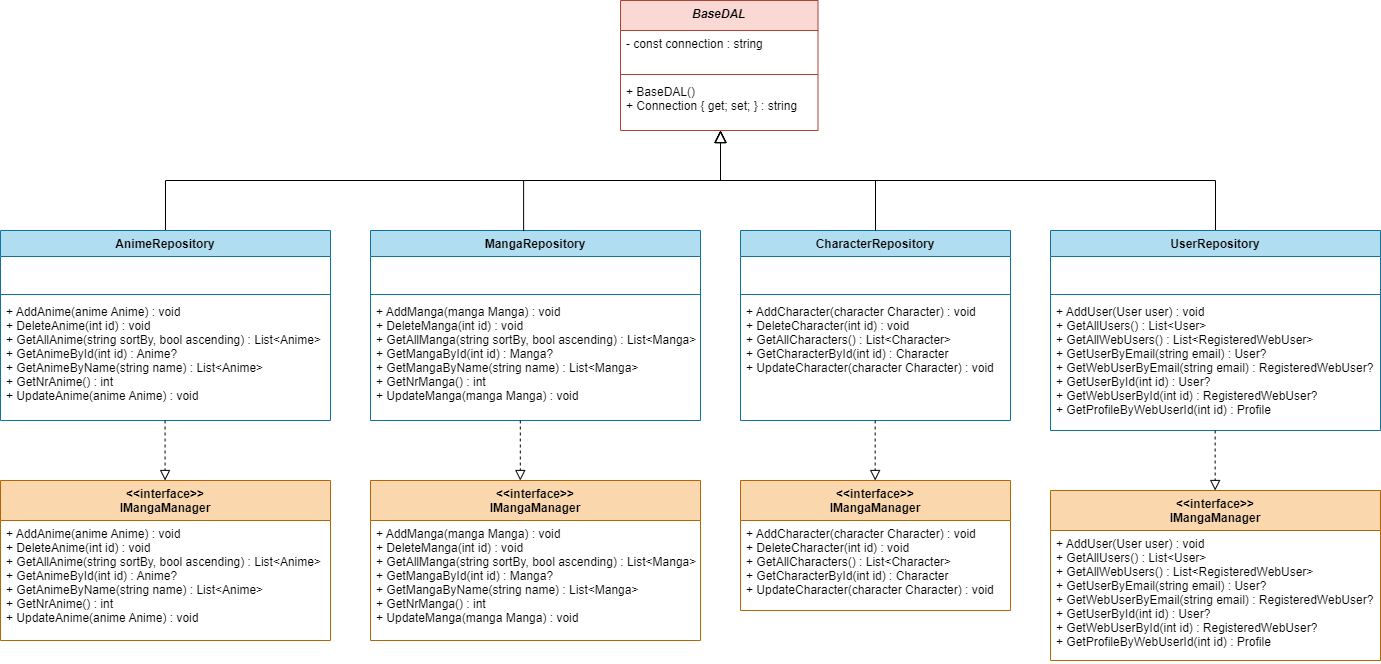 BaseDAL
- const connection : string
+ BaseDAL()
+ Connection { get; set; } : string
AnimeRepository
+ AddAnime(anime Anime) : void
+ DeleteAnime(int id) : void
+ GetAllAnime(string sortBy, bool ascending) : List<Anime>
+ GetAnimeById(int id) : Anime?
+ GetAnimeByName(string name) : List<Anime>
+ GetNrAnime() : int
+ UpdateAnime(anime Anime) : void
MangaRepository
+ AddManga(manga Manga) : void
+ DeleteManga(int id) : void
+ GetAllManga(string sortBy, bool ascending) : List<Manga>
+ GetMangaById(int id) : Manga?
+ GetMangaByName(string name) : List<Manga>
+ GetNrManga() : int
+ UpdateManga(manga Manga) : void
CharacterRepository
+ AddCharacter(character Character) : void
+ DeleteCharacter(int id) : void
+ GetAllCharacters() : List<Character>
+ GetCharacterById(int id) : Character
+ UpdateCharacter(character Character) : void
UserRepository
+ AddUser(User user) : void
+ GetAllUsers() : List<User>
+ GetAllWebUsers() : List<RegisteredWebUser>
+ GetUserByEmail(string email) : User?
+ GetWebUserByEmail(string email) : RegisteredWebUser?
+ GetUserById(int id) : User?
+ GetWebUserById(int id) : RegisteredWebUser?
+ GetProfileByWebUserId(int id) : Profile
<<interface>>
IMangaManager
+ AddAnime(anime Anime) : void
+ DeleteAnime(int id) : void
+ GetAllAnime(string sortBy, bool ascending) : List<Anime>
+ GetAnimeById(int id) : Anime?
+ GetAnimeByName(string name) : List<Anime>
+ GetNrAnime() : int
+ UpdateAnime(anime Anime) : void
<<interface>>
IMangaManager
+ AddManga(manga Manga) : void
+ DeleteManga(int id) : void
+ GetAllManga(string sortBy, bool ascending) : List<Manga>
+ GetMangaById(int id) : Manga?
+ GetMangaByName(string name) : List<Manga>
+ GetNrManga() : int
+ UpdateManga(manga Manga) : void
<<interface>>
IMangaManager
+ AddCharacter(character Character) : void
+ DeleteCharacter(int id) : void
+ GetAllCharacters() : List<Character>
+ GetCharacterById(int id) : Character
+ UpdateCharacter(character Character) : void
<<interface>>
IMangaManager
+ AddUser(User user) : void
+ GetAllUsers() : List<User>
+ GetAllWebUsers() : List<RegisteredWebUser>
+ GetUserByEmail(string email) : User?
+ GetWebUserByEmail(string email) : RegisteredWebUser?
+ GetUserById(int id) : User?
+ GetWebUserById(int id) : RegisteredWebUser?
+ GetProfileByWebUserId(int id) : Profile